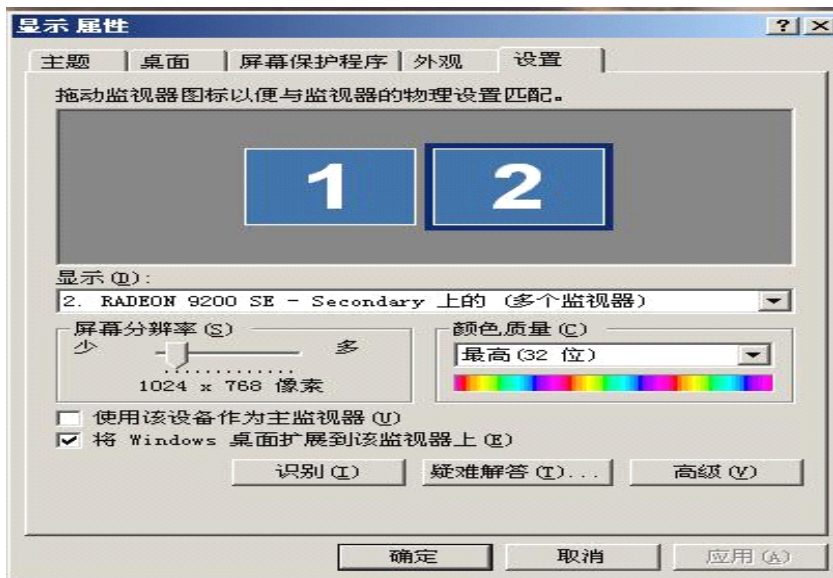 显示 属性
主题 桌面 屏幕保护程序 外观 设置
拖动监视器图标以便与监视器的物理设置匹配。
1 2
显示(D):
2. RADEON 9200 SE - Secondary 上的 (多个监视器)
屏幕分辨率(S) 颜色质量(C)
少 多 最高(32 位)
1024 x 768 像素
使用该设备作为主监视器(U)
将 Windows 桌面扩展到该监视器上(E)
识别(I) 疑难解答(T)... 高级(V)
确定 取消 应用(A)